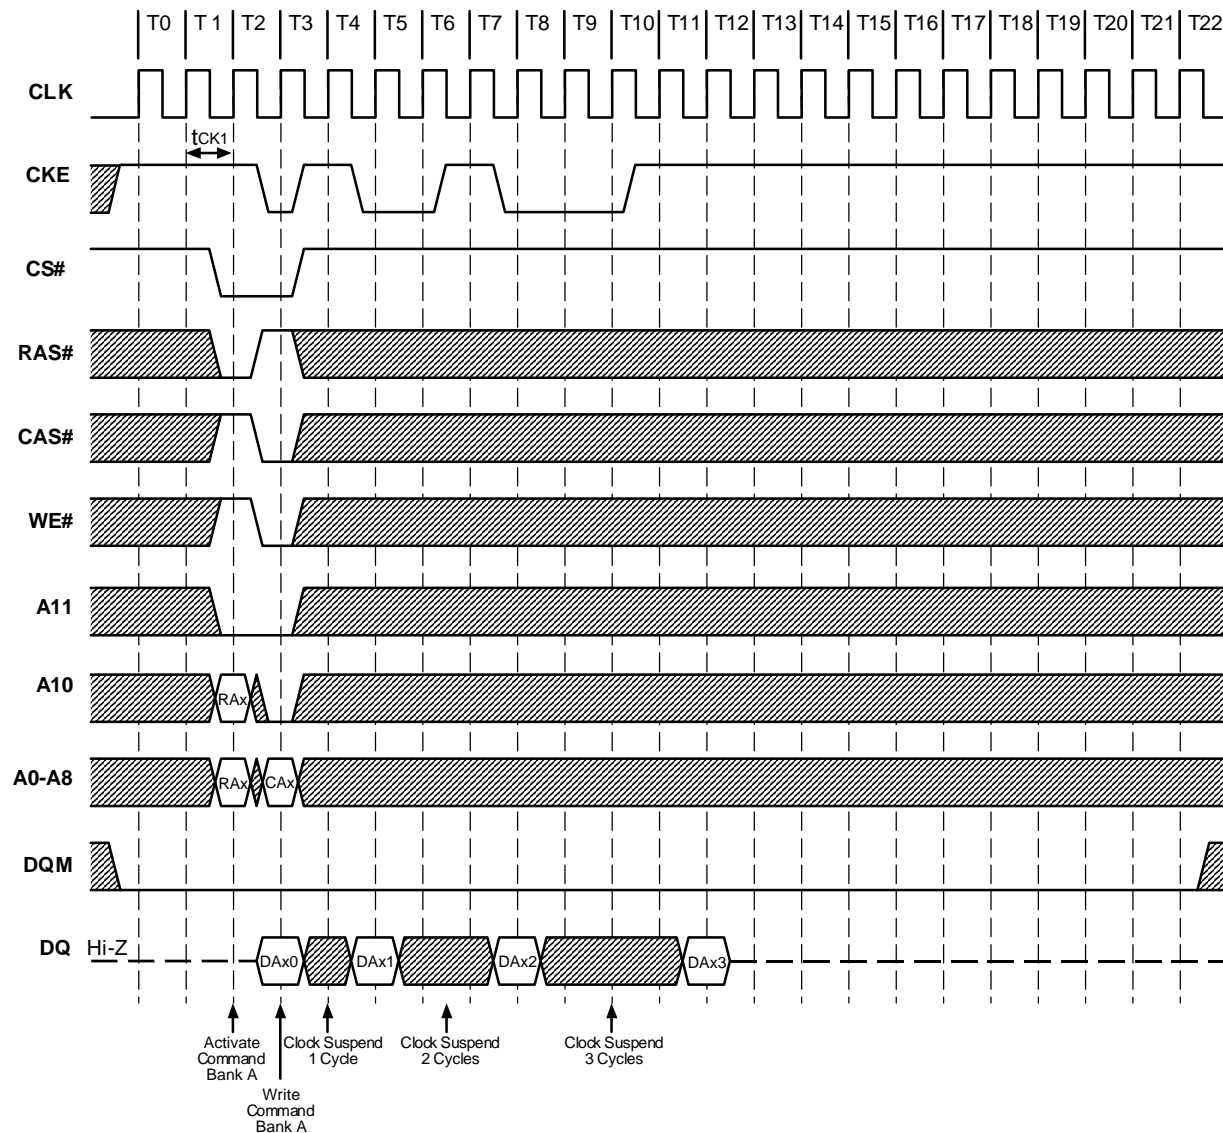 T0 T1 T2 T3 T4 T5 T6 T7 T8 T9 T10 T11 T12 T13 T14 T15 T16 T17 T18 T19 T20 T21 T22
CLK
tCK1
CKE
CS#
RAS#
CAS#
WE#
A11
A10
RAx
A0-A8
RAx CAx
DQM
DQ Hi-Z
DAx0 DAx1 DAx2 DAx3
Activate
Command
Bank A
Write
Command
Bank A
Clock Suspend
1 Cycle
Clock Suspend
2 Cycles
Clock Suspend
3 Cycles